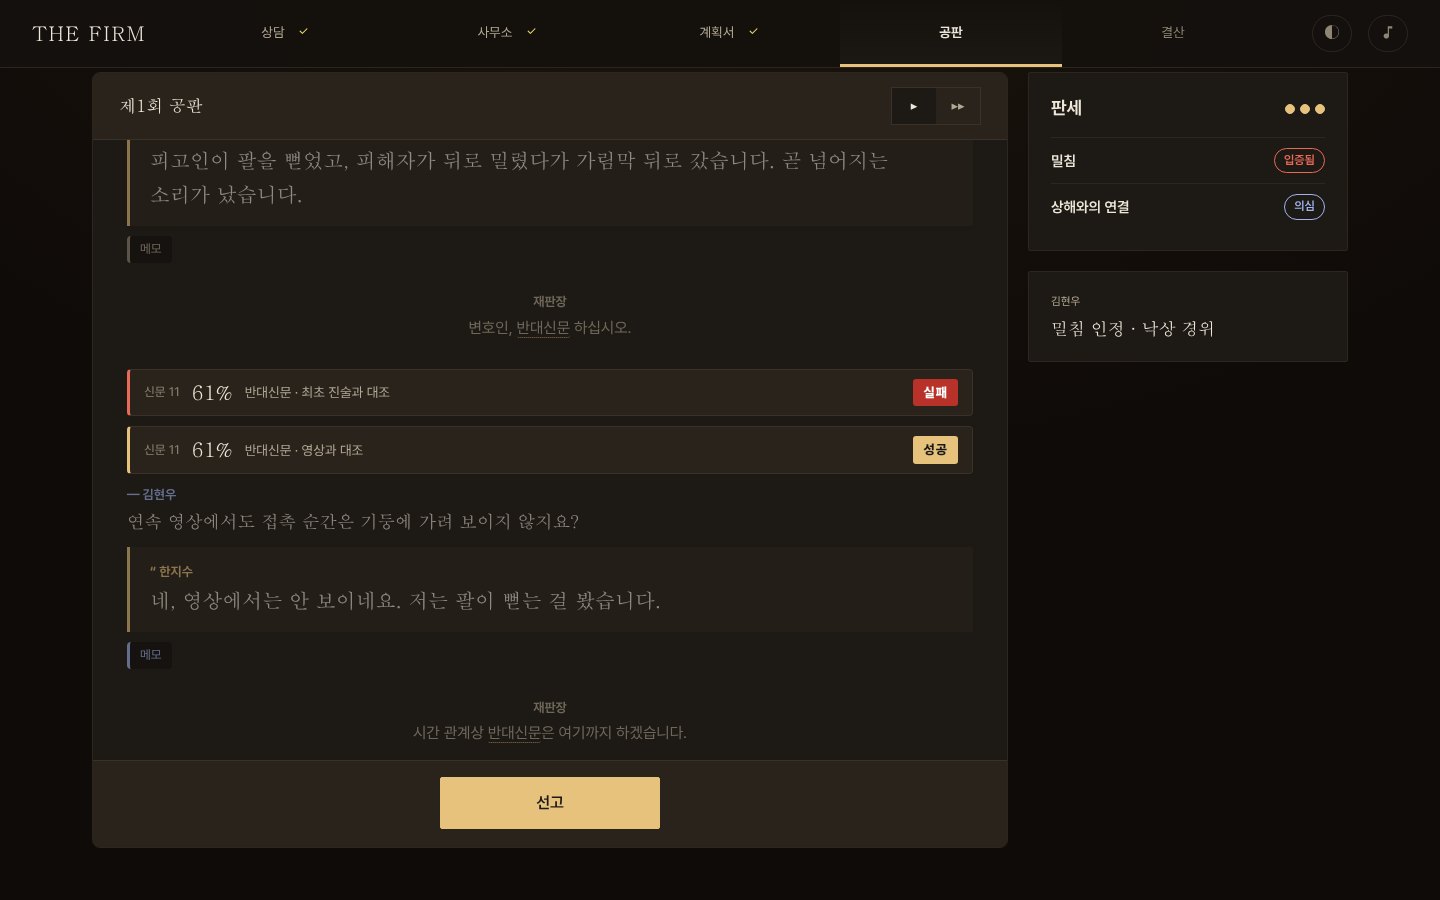 THE FIRM
상담
사무소
계획서
공판
결산
제1회 공판
피고인이 팔을 뻗었고, 피해자가 뒤로 밀렸다가 가림막 뒤로 갔습니다. 곧 넘어지는
소리가 났습니다.
메모
재판장
변호인, 반대신문 하십시오.
신문 11 61% 반대신문 · 최초 진술과 대조 실패
신문 11 61% 반대신문 · 영상과 대조 성공
— 김현우
연속 영상에서도 접촉 순간은 기둥에 가려 보이지 않지요?
“ 한지수
네, 영상에서는 안 보이네요. 저는 팔이 뻗는 걸 봤습니다.
메모
재판장
시간 관계상 반대신문은 여기까지 하겠습니다.
선고
판세
밀침 입증됨
상해와의 연결 의심
김현우
밀침 인정 · 낙상 경위